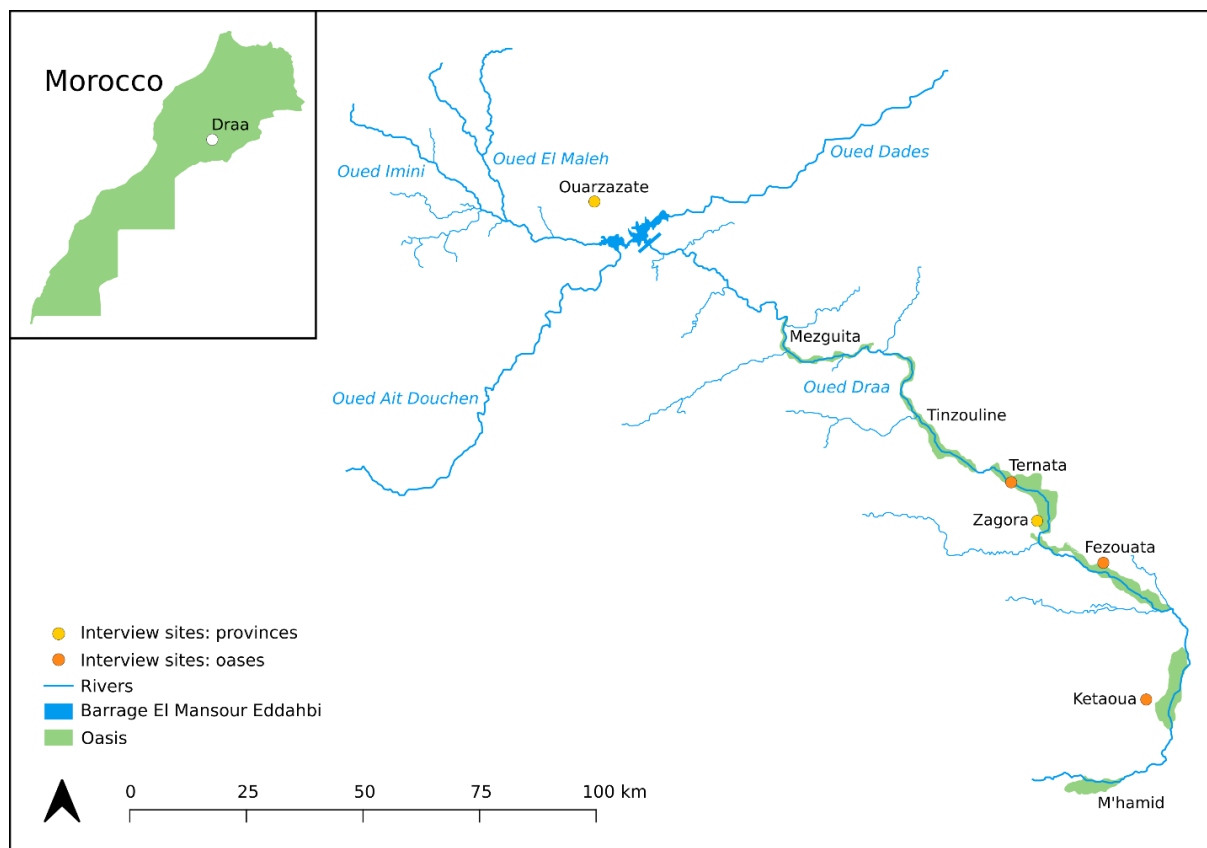 Morocco
Draa
Oued El Maleh
Oued Imini
Oued Dades
Ouarzazate
Mezguita
Oued Draa
Oued Ait Douchen
Tinzouline
Ternata
Zagora
Fezouata
Ketaoua
M'hamid
Interview sites: provinces
Interview sites: oases
Rivers
Barrage El Mansour Eddahbi
Oasis
0 25 50 75 100 km